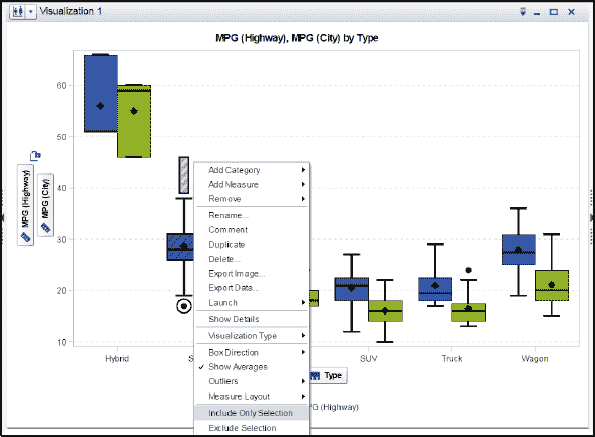 Visualization 1
MPG (Highway), MPG (City) by Type
60
50
40
30
20
10
MPG (Highway)
MPG (City)
Add Category
Add Measure
Remove
Rename...
Comment
Duplicate
Delete...
Export Image...
Export Data...
Launch
Show Details
Visualization Type
Box Direction
Show Averages
Outliers
Measure Layout
Include Only Selection
Exclude Selection
Hybrid
S
SUV
Truck
Wagon
Type
PG (Highway)